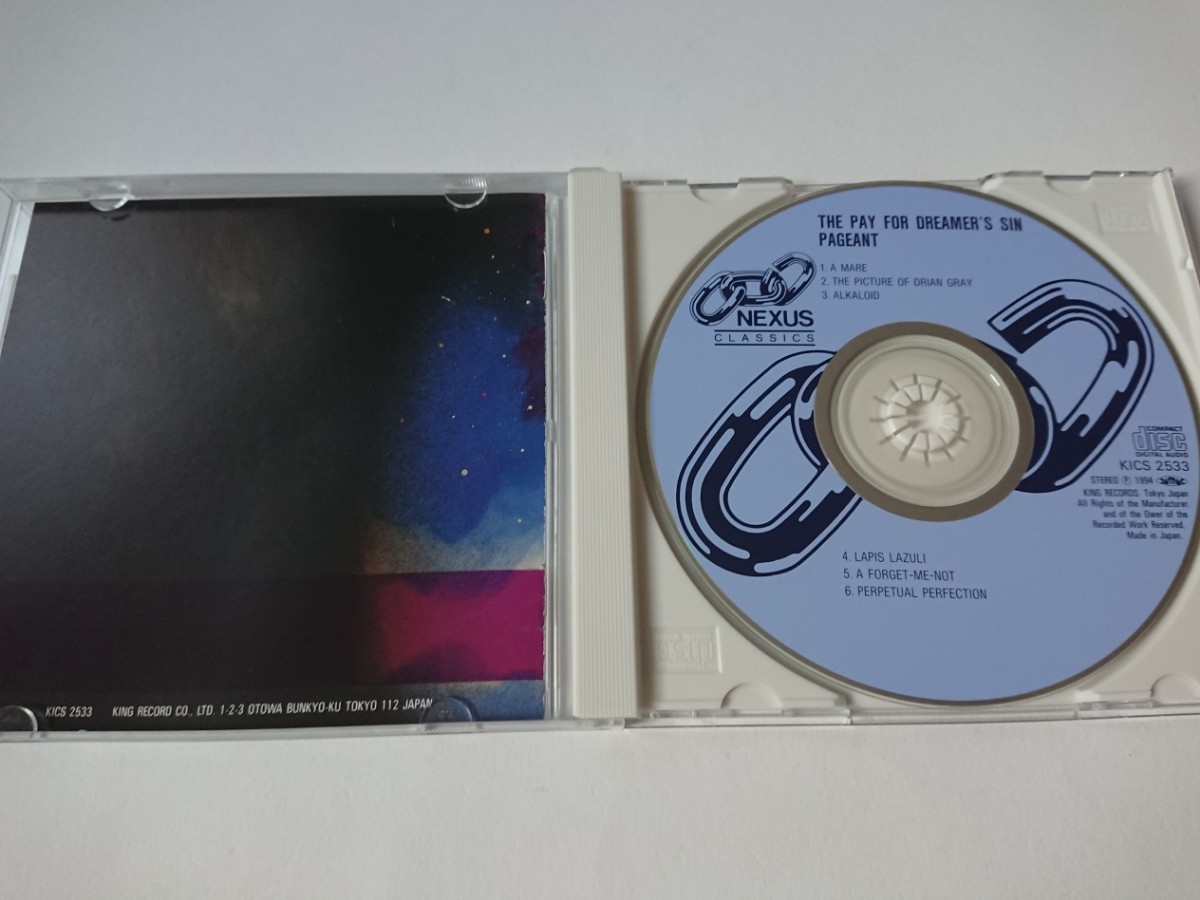 KICS 2533 KING RECORD CO., LTD. 1-2-3 OTOWA BUNKYO-KU TOKYO 112 JAPAN
THE PAY FOR DREAMER'S SIN
PAGEANT
1. A MARE
2. THE PICTURE OF DRIAN GRAY
3. ALKALOID
NEXUS
CLASSICS
COMPACT
disc
DIGITAL AUDIO
KICS 2533
STEREO Ⓟ 1994
KING RECORDS. Tokyo Japan
All Rights of the Manufacturer
and of the Ower of the
Recorded Work Reserved.
Made in Japan.
4. LAPIS LAZULI
5. A FORGET-ME-NOT
6. PERPETUAL PERFECTION